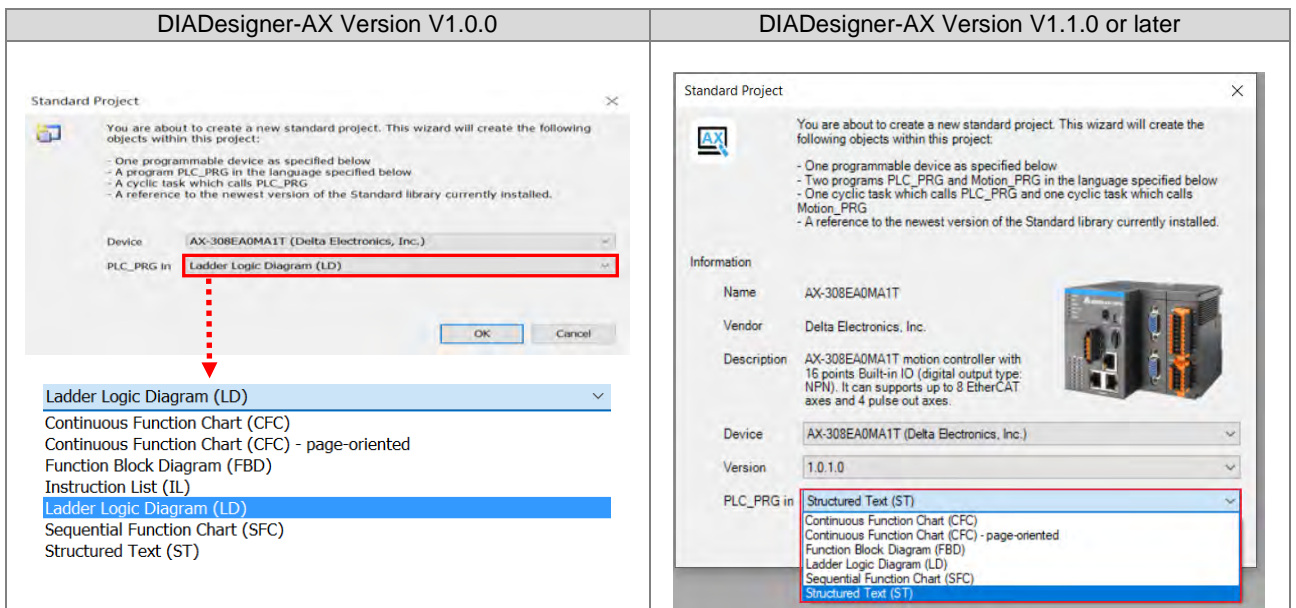 DIADesigner-AX Version V1.0.0
Standard Project
You are about to create a new standard project. This wizard will create the following
objects within this project:
- One programmable device as specified below
- A program PLC_PRG in the language specified below
- A cyclic task which calls PLC_PRG
- A reference to the newest version of the Standard library currently installed.
Device AX-308EA0MA1T (Delta Electronics, Inc.)
PLC_PRG in Ladder Logic Diagram (LD)
OK Cancel
Ladder Logic Diagram (LD)
Continuous Function Chart (CFC)
Continuous Function Chart (CFC) - page-oriented
Function Block Diagram (FBD)
Instruction List (IL)
Ladder Logic Diagram (LD)
Sequential Function Chart (SFC)
Structured Text (ST)
DIADesigner-AX Version V1.1.0 or later
Standard Project
AX
You are about to create a new standard project. This wizard will create the
following objects within this project:
- One programmable device as specified below
- Two programs PLC_PRG and Motion_PRG in the language specified below
- One cyclic task which calls PLC_PRG and one cyclic task which calls
Motion_PRG
- A reference to the newest version of the Standard library currently installed.
Information
Name AX-308EA0MA1T
Vendor Delta Electronics, Inc.
Description AX-308EA0MA1T motion controller with
16 points Built-in IO (digital output type:
NPN). It can supports up to 8 EtherCAT
axes and 4 pulse out axes.
Device AX-308EA0MA1T (Delta Electronics, Inc.)
Version 1.0.1.0
PLC_PRG in Structured Text (ST)
Continuous Function Chart (CFC)
Continuous Function Chart (CFC) - page-oriented
Function Block Diagram (FBD)
Ladder Logic Diagram (LD)
Sequential Function Chart (SFC)
Structured Text (ST)